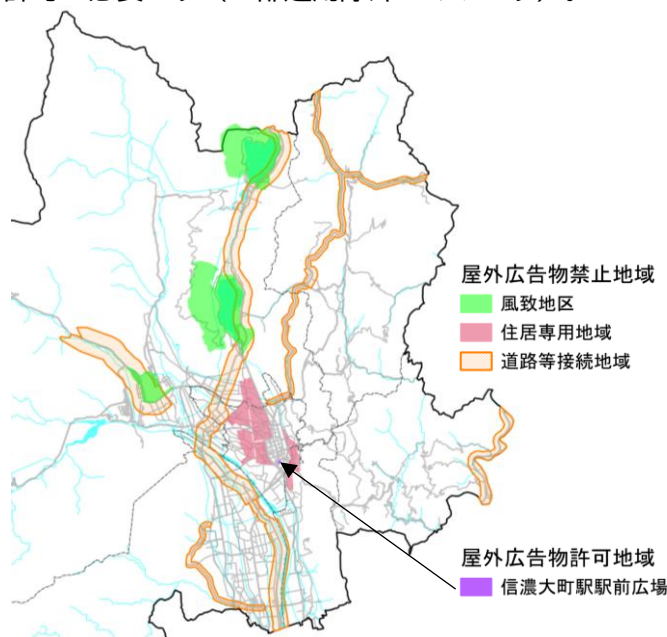 屋外広告物禁止地域
風致地区
住居専用地域
道路等接続地域
屋外広告物許可地域
信濃大町駅駅前広場